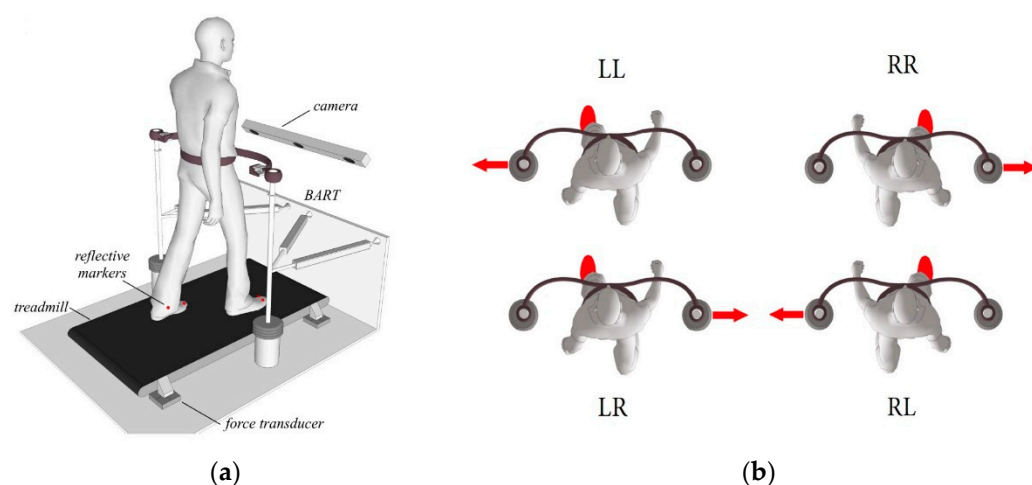 camera
BART
reflective
markers
treadmill
force transducer
(a)
LL
RR
LR
RL
(b)